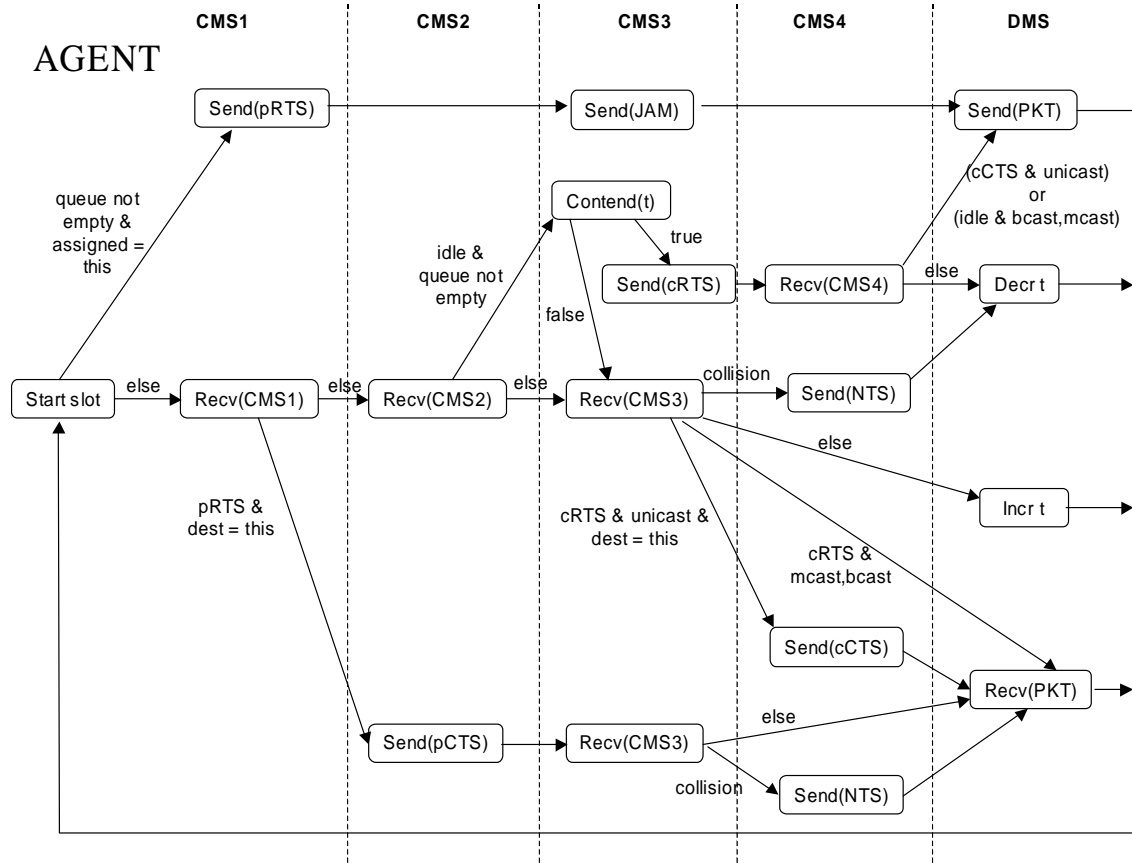 CMS1
CMS2
CMS3
CMS4
DMS
AGENT
Send(pRTS)
Send(JAM)
Send(PKT)
queue not
empty &
assigned =
this
Contend(t)
(cCTS & unicast)
or
(idle & bcast,mcast)
idle &
queue not
empty
true
false
Send(cRTS)
Recv(CMS4)
else
Decr t
Start slot
else
Recv(CMS1)
else
Recv(CMS2)
else
Recv(CMS3)
collision
Send(NTS)
else
Incr t
pRTS &
dest = this
cRTS & unicast &
dest = this
cRTS &
mcast,bcast
Send(cCTS)
Recv(PKT)
Send(pCTS)
Recv(CMS3)
else
collision
Send(NTS)